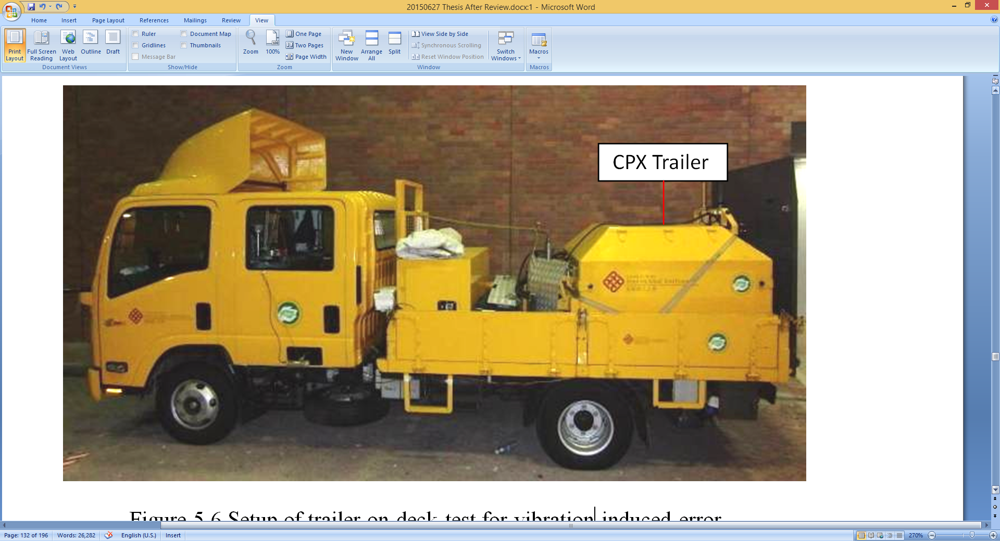 20150627 Thesis After Review.docx:1 - Microsoft Word
Home Insert Page Layout References Mailings Review View
Print Layout
Full Screen Reading
Web Layout
Outline
Draft
Document Views
Ruler
Gridlines
Message Bar
Document Map
Thumbnails
Show/Hide
Zoom
100
100%
One Page
Two Pages
Page Width
Zoom
New Window
Arrange All
Split
View Side by Side
Synchronous Scrolling
Reset Window Position
Switch Windows
Window
Macros
Macros
CPX Trailer
Figure 5.6 Setup of trailer on deck test for vibration induced error
Page: 132 of 196 Words: 26,282 English (U.S.) Insert 270%